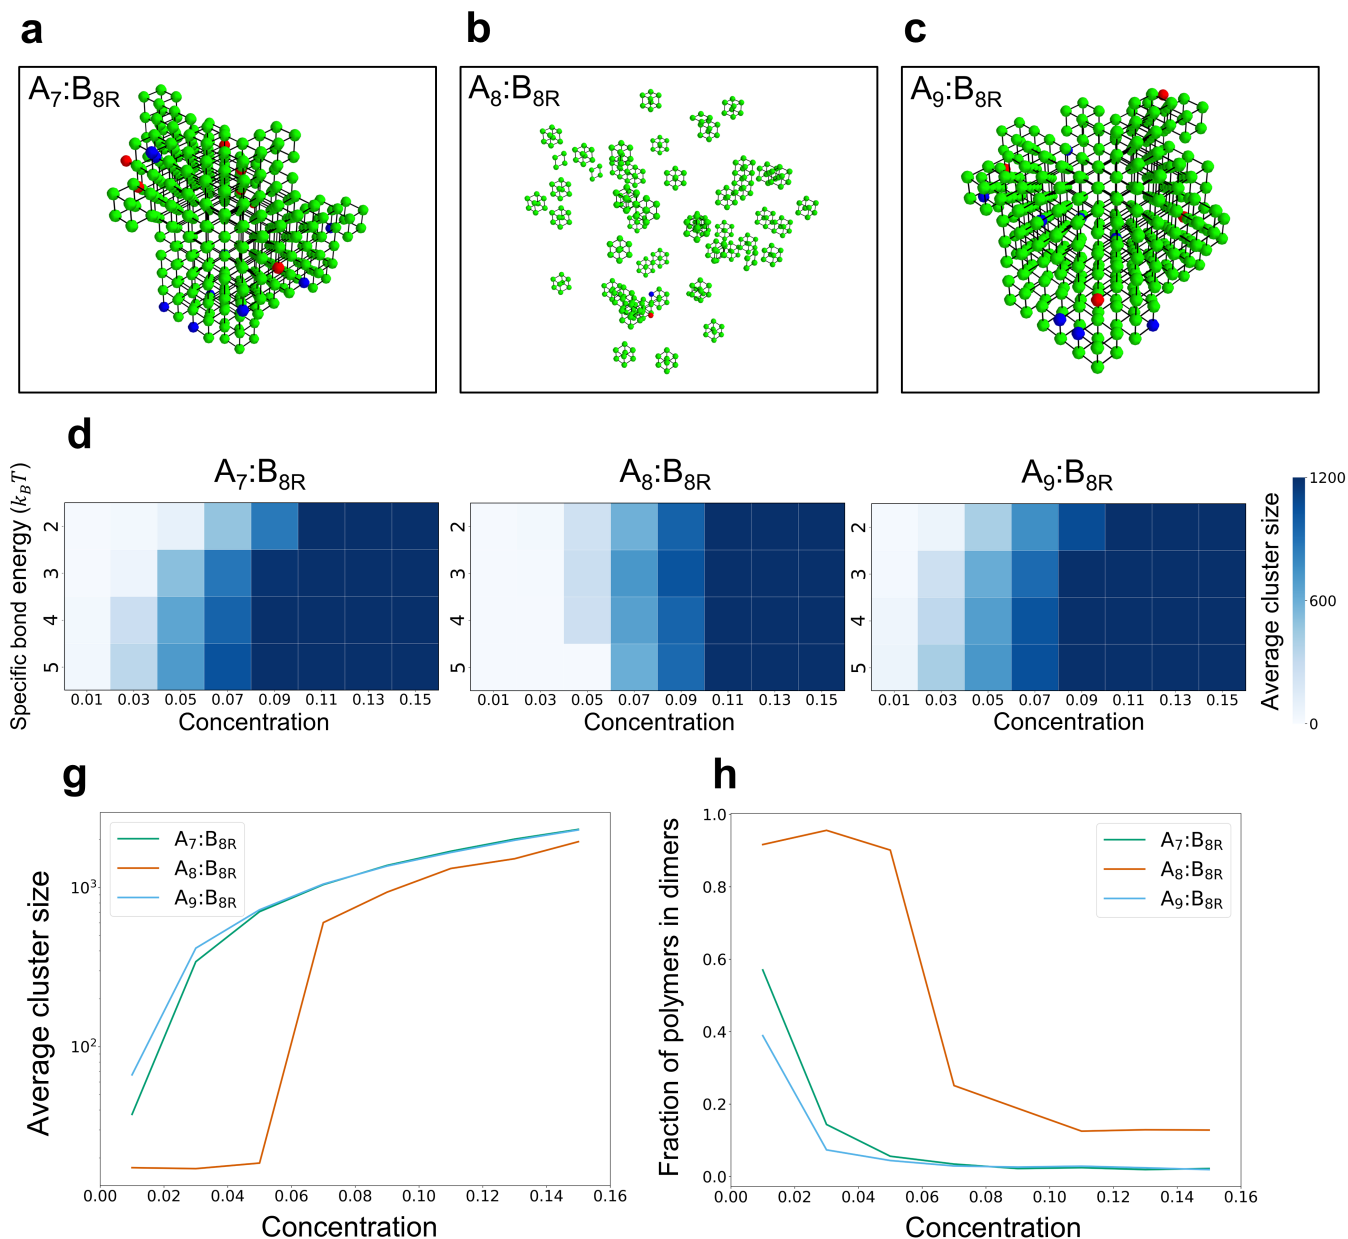 a
b
c
A7:B8R
A8:B8R
A9:B8R
d
A7:B8R
A8:B8R
A9:B8R
Specific bond energy (kBT)
2
3
4
5
0.01 0.03 0.05 0.07 0.09 0.11 0.13 0.15
Concentration
2
3
4
5
0.01 0.03 0.05 0.07 0.09 0.11 0.13 0.15
Concentration
2
3
4
5
0.01 0.03 0.05 0.07 0.09 0.11 0.13 0.15
Concentration
1200
600
0
Average cluster size
g
A7:B8R
A8:B8R
A9:B8R
10³
10²
Average cluster size
0.00 0.02 0.04 0.06 0.08 0.10 0.12 0.14 0.16
Concentration
h
A7:B8R
A8:B8R
A9:B8R
1.0
0.8
0.6
0.4
0.2
0.0
Fraction of polymers in dimers
0.00 0.02 0.04 0.06 0.08 0.10 0.12 0.14 0.16
Concentration